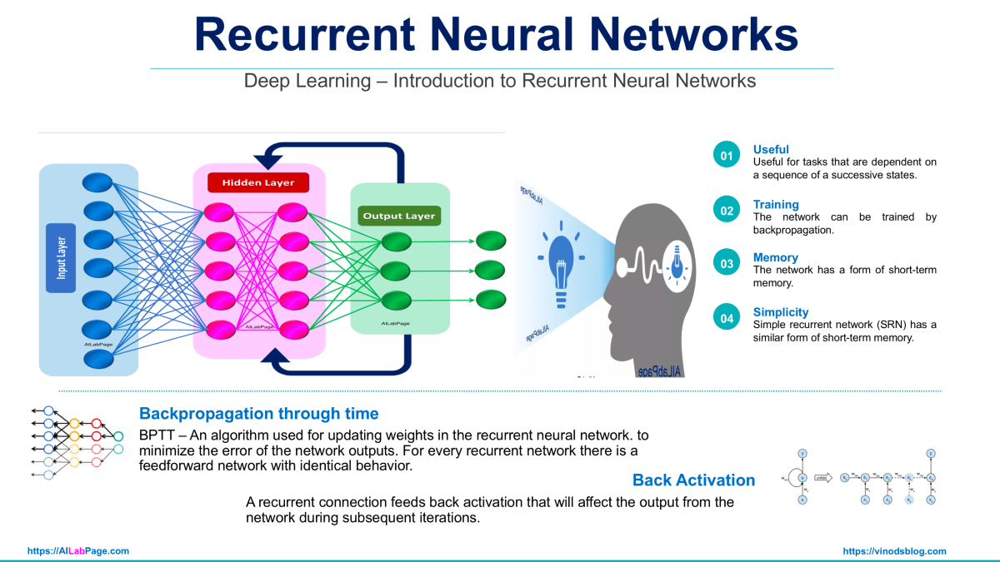 Recurrent Neural Networks
Deep Learning – Introduction to Recurrent Neural Networks
Input Layer
AILabPage
Hidden Layer
AILabPage
Output Layer
AILabPage
AILabPage
AILabPage
AILabPage
01
Useful
Useful for tasks that are dependent on
a sequence of a successive states.
02
Training
The network can be trained by
backpropagation.
03
Memory
The network has a form of short-term
memory.
04
Simplicity
Simple recurrent network (SRN) has a
similar form of short-term memory.
Backpropagation through time
BPTT – An algorithm used for updating weights in the recurrent neural network. to
minimize the error of the network outputs. For every recurrent network there is a
feedforward network with identical behavior.
Back Activation
A recurrent connection feeds back activation that will affect the output from the
network during subsequent iterations.
y
unfold
y
https://AILabPage.com
https://vinodsblog.com